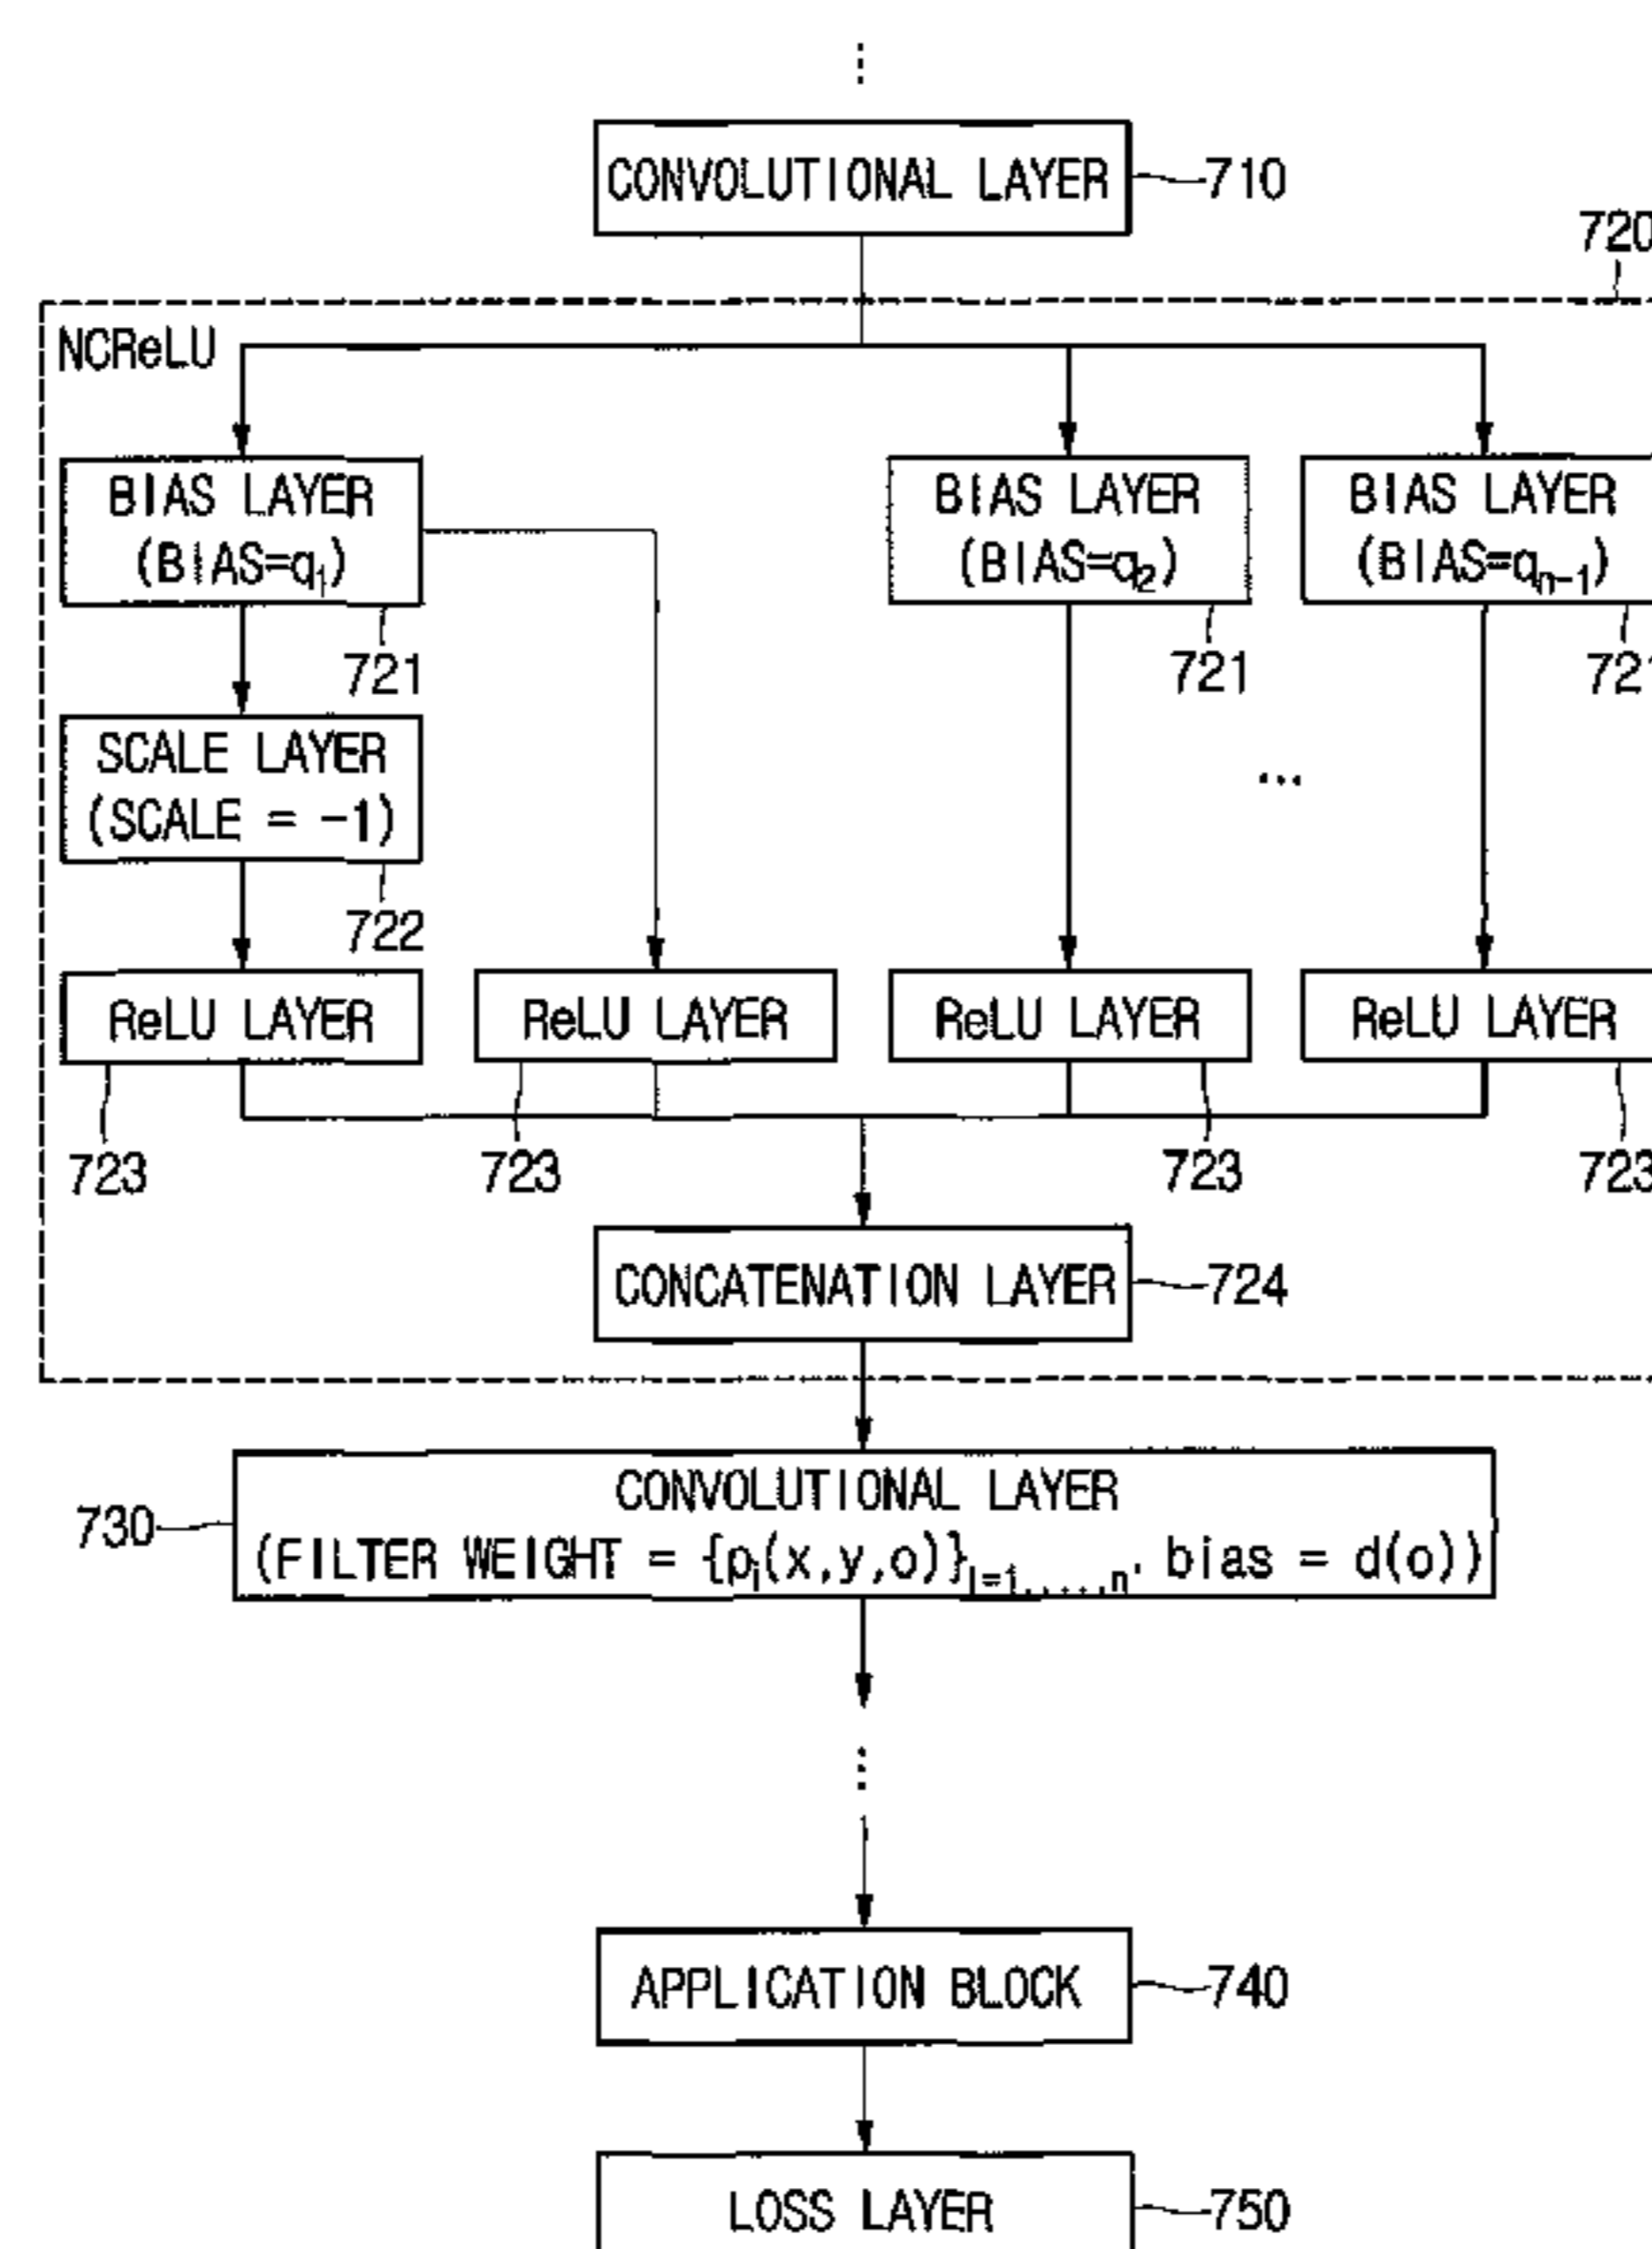 ⋮
CONVOLUTIONAL LAYER 710
720
NCReLU
BIAS LAYER BIAS LAYER BIAS LAYER
(BIAS=q1) (BIAS=q2) (BIAS=qn-1)
721 721 721
SCALE LAYER
(SCALE = -1)
...
722
ReLU LAYER ReLU LAYER ReLU LAYER ReLU LAYER
723 723 723 723
CONCATENATION LAYER 724
CONVOLUTIONAL LAYER
730 (FILTER WEIGHT = {pi(x,y,o)}i=1,...,n, bias = d(o))
⋮
APPLICATION BLOCK 740
LOSS LAYER 750